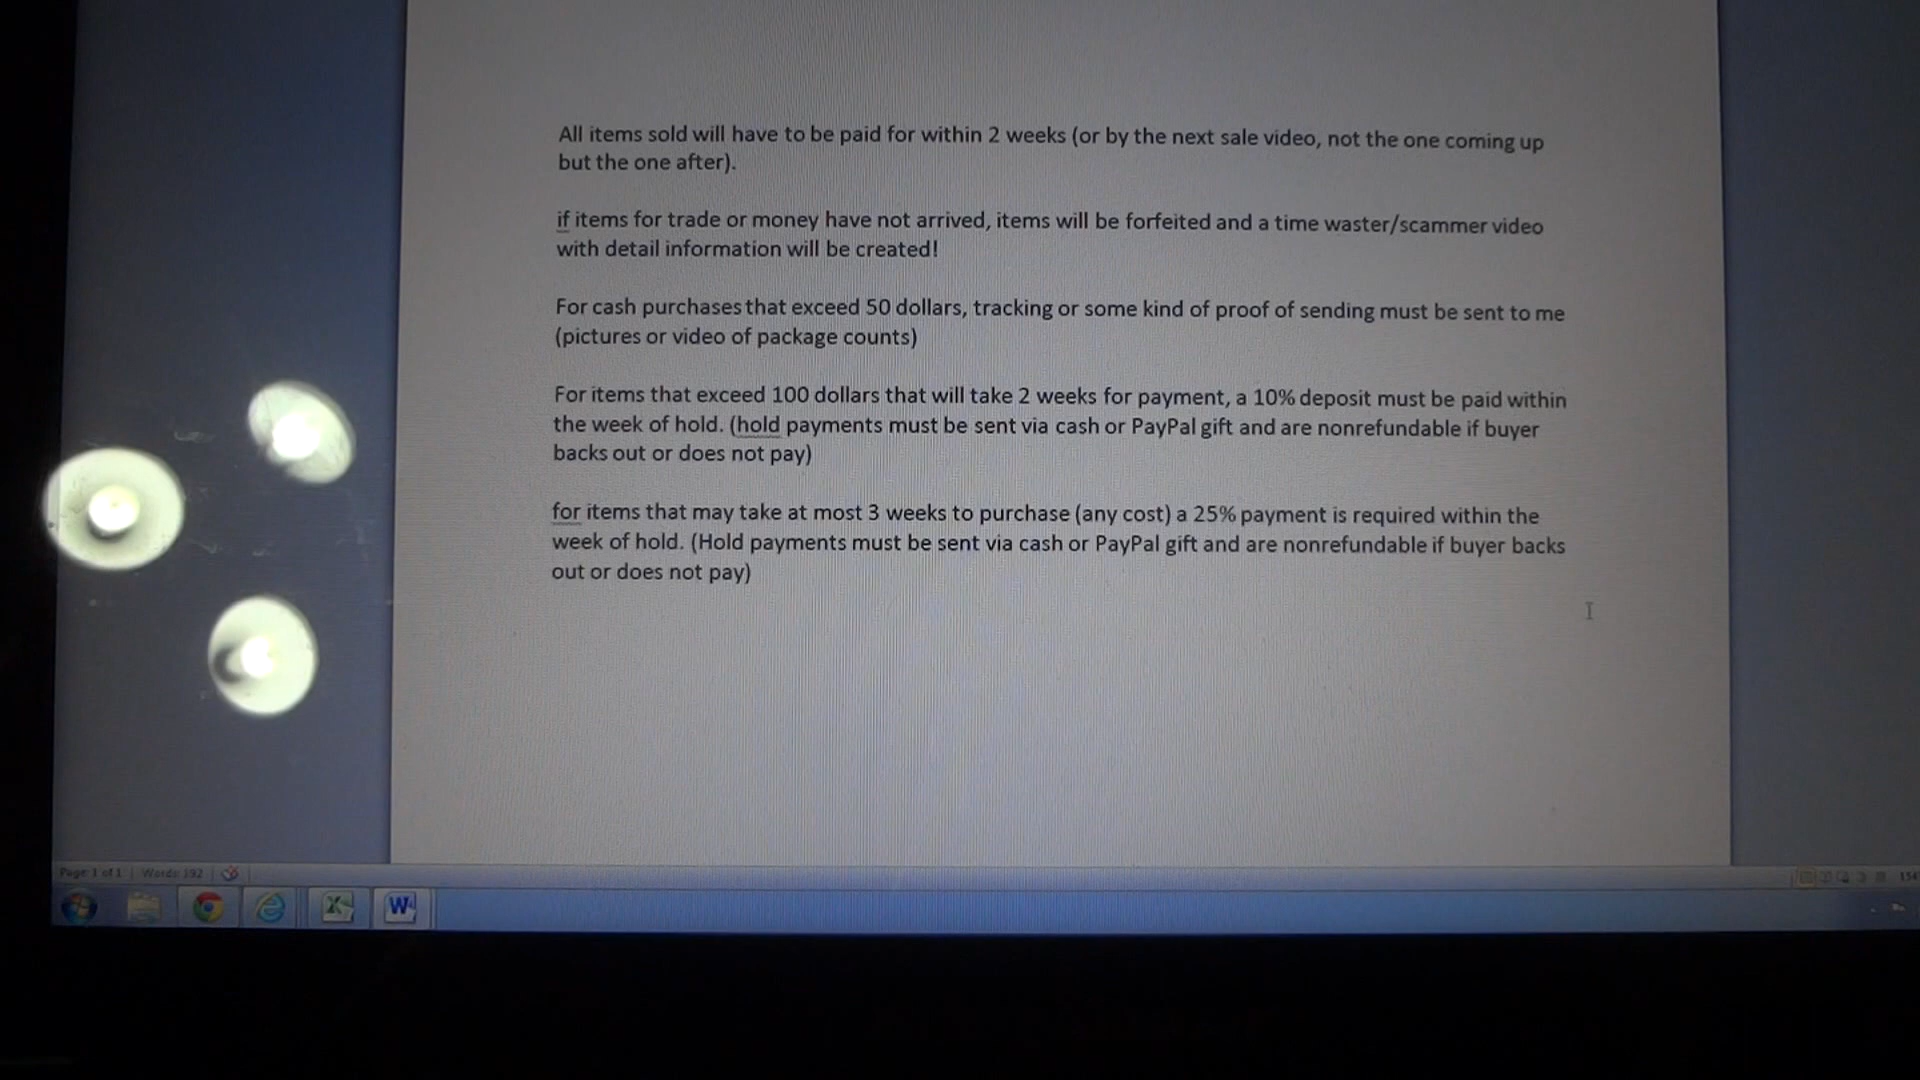 All items sold will have to be paid for within 2 weeks (or by the next sale video, not the one coming up
but the one after).
if items for trade or money have not arrived, items will be forfeited and a time waster/scammer video
with detail information will be created!
For cash purchases that exceed 50 dollars, tracking or some kind of proof of sending must be sent to me
(pictures or video of package counts)
For items that exceed 100 dollars that will take 2 weeks for payment, a 10% deposit must be paid within
the week of hold. (hold payments must be sent via cash or PayPal gift and are nonrefundable if buyer
backs out or does not pay)
for items that may take at most 3 weeks to purchase (any cost) a 25% payment is required within the
week of hold. (Hold payments must be sent via cash or PayPal gift and are nonrefundable if buyer backs
out or does not pay)
Page: 1 of 1 Words: 192